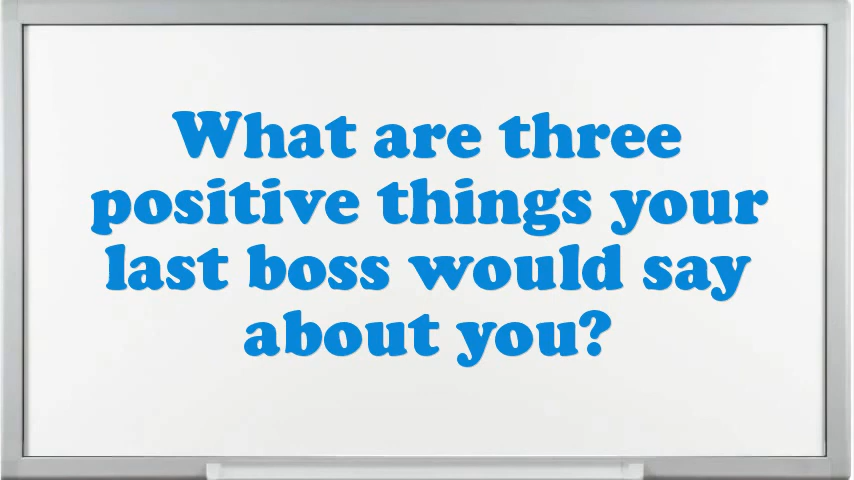 What are three
positive things your
last boss would say
about you?